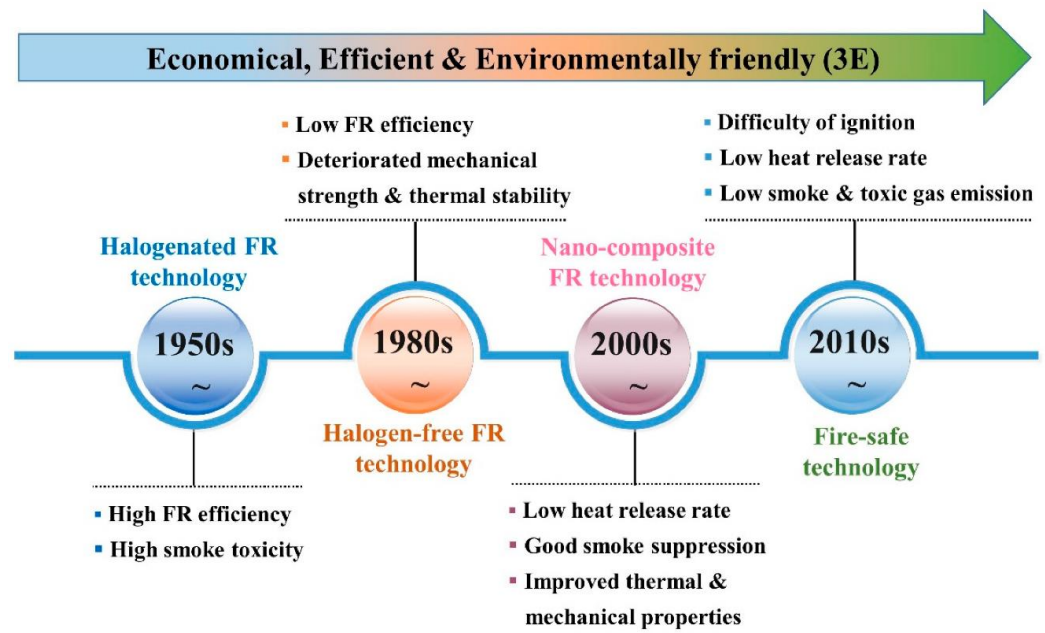 Economical, Efficient & Environmentally friendly (3E)
▪ Low FR efficiency
▪ Deteriorated mechanical
strength & thermal stability
▪ Difficulty of ignition
▪ Low heat release rate
▪ Low smoke & toxic gas emission
Halogenated FR
technology
Nano-composite
FR technology
1950s
~
1980s
~
2000s
~
2010s
~
Halogen-free FR
technology
Fire-safe
technology
▪ High FR efficiency
▪ High smoke toxicity
▪ Low heat release rate
▪ Good smoke suppression
▪ Improved thermal &
mechanical properties